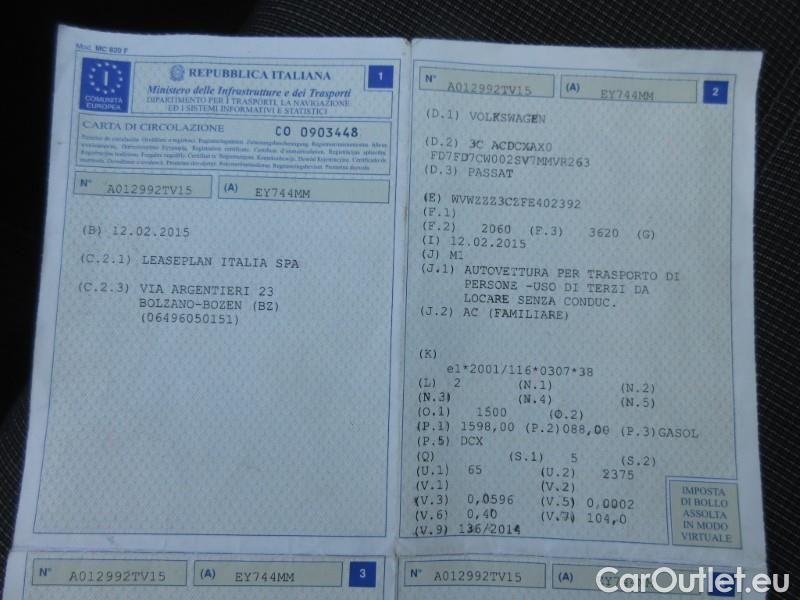 Mod. MC 820 F
I
COMUNITÀ
EUROPEA
REPUBBLICA ITALIANA
Ministero delle Infrastrutture e dei Trasporti
DIPARTIMENTO PER I TRASPORTI, LA NAVIGAZIONE
ED I SISTEMI INFORMATIVI E STATISTICI
1
CARTA DI CIRCOLAZIONE CO 0903448
N° A012992TV15 (A) EY744MM
(B) 12.02.2015
(C.2.1) LEASEPLAN ITALIA SPA
(C.2.3) VIA ARGENTIERI 23
BOLZANO-BOZEN (BZ)
(06496050151)
N° A012992TV15 (A) EY744MM 2
(D.1) VOLKSWAGEN
(D.2) 3C ACDCXAX0
FD7FD7CW002SV7MMVR263
(D.3) PASSAT
(E) WVWZZZ3CZFE402392
(F.1)
(F.2) 2060 (F.3) 3620 (G)
(I) 12.02.2015
(J) M1
(J.1) AUTOVETTURA PER TRASPORTO DI
PERSONE -USO DI TERZI DA
LOCARE SENZA CONDUC.
(J.2) AC (FAMILIARE)
(K)
e1*2001/116*0307*38
(L) 2 (N.1) (N.2)
(N.3) (N.4) (N.5)
(O.1) 1500 (O.2)
(P.1) 1598,00 (P.2)088,00 (P.3)GASOL
(P.5) DCX
(Q) (S.1) 5 (S.2)
(U.1) 65 (U.2) 2375
(V.1) (V.2)
(V.3) 0,0596 (V.5) 0,0002
(V.6) 0,40 (V.7) 104,0
(V.9) 136/2014
IMPOSTA
DI BOLLO
ASSOLTA
IN MODO
VIRTUALE
N° A012992TV15 (A) EY744MM 3
N° A012992TV15 (A) EY744MM
CarOutlet.eu